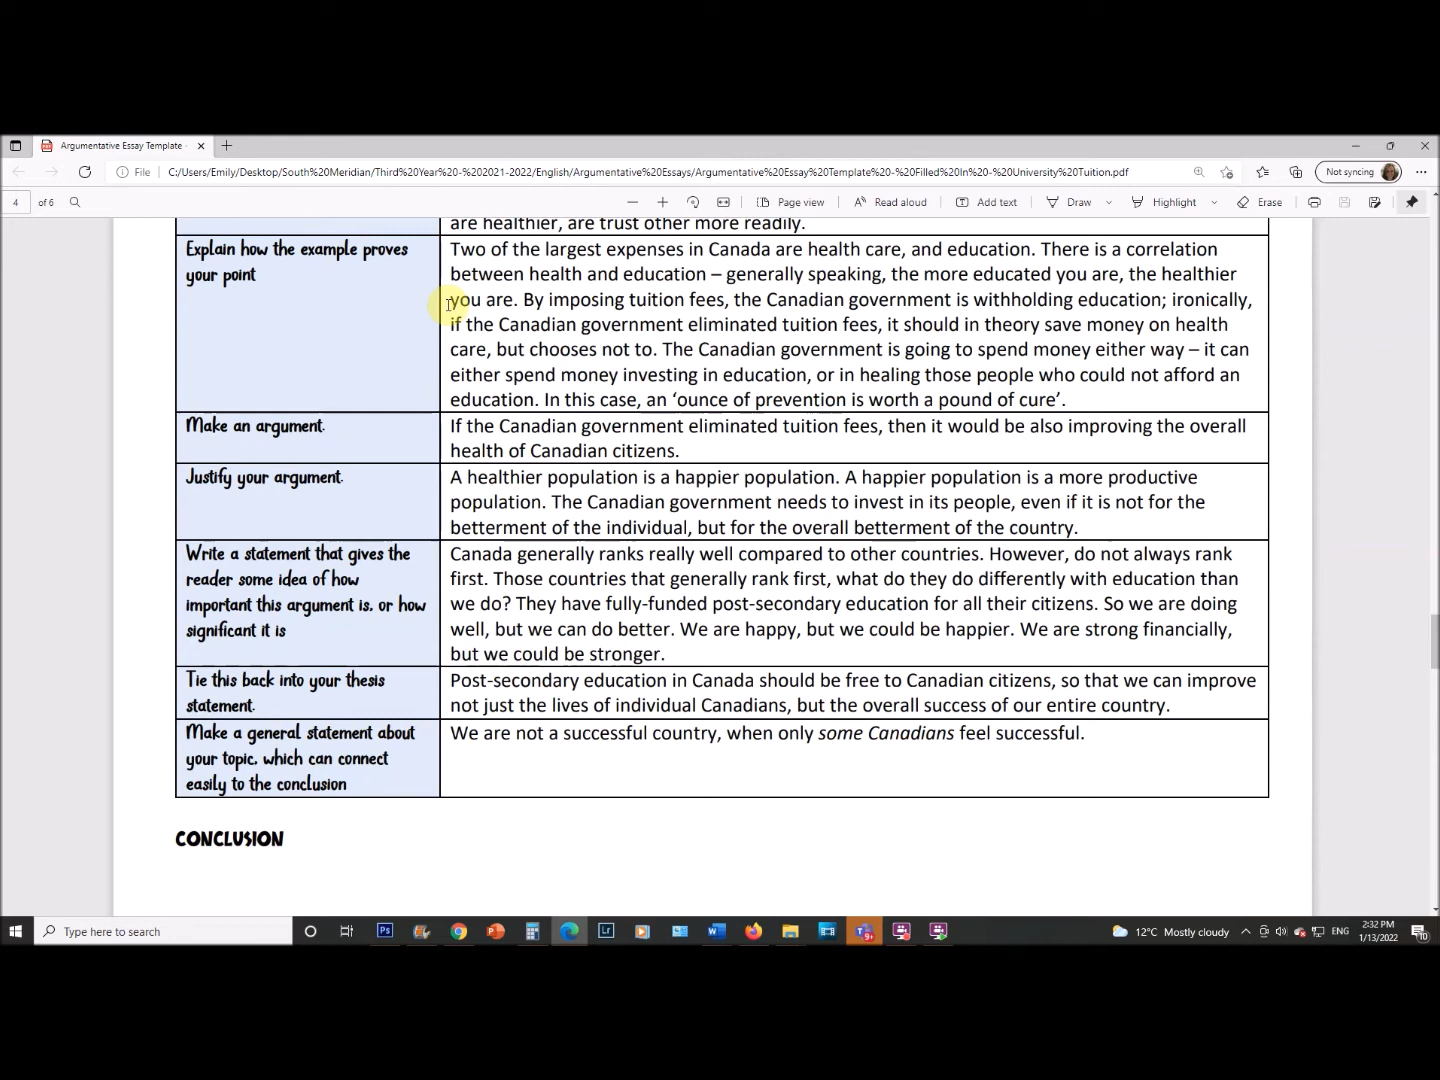 Argumentative Essay Template -
File
C:/Users/Emily/Desktop/South%20Meridian/Third%20Year%20-%202021-2022/English/Argumentative%20Essays/Argumentative%20Essay%20Template%20-%20Filled%20In%20-%20University%20Tuition.pdf
Not syncing
4 of 6
Page view
Read aloud
Add text
Draw
Highlight
Erase
are healthier, are trust other more readily.
Explain how the example proves
your point
Two of the largest expenses in Canada are health care, and education. There is a correlation
between health and education – generally speaking, the more educated you are, the healthier
you are. By imposing tuition fees, the Canadian government is withholding education; ironically,
if the Canadian government eliminated tuition fees, it should in theory save money on health
care, but chooses not to. The Canadian government is going to spend money either way – it can
either spend money investing in education, or in healing those people who could not afford an
education. In this case, an ‘ounce of prevention is worth a pound of cure’.
Make an argument.
If the Canadian government eliminated tuition fees, then it would be also improving the overall
health of Canadian citizens.
Justify your argument.
A healthier population is a happier population. A happier population is a more productive
population. The Canadian government needs to invest in its people, even if it is not for the
betterment of the individual, but for the overall betterment of the country.
Write a statement that gives the
reader some idea of how
important this argument is, or how
significant it is
Canada generally ranks really well compared to other countries. However, do not always rank
first. Those countries that generally rank first, what do they do differently with education than
we do? They have fully-funded post-secondary education for all their citizens. So we are doing
well, but we can do better. We are happy, but we could be happier. We are strong financially,
but we could be stronger.
Tie this back into your thesis
statement.
Post-secondary education in Canada should be free to Canadian citizens, so that we can improve
not just the lives of individual Canadians, but the overall success of our entire country.
Make a general statement about
your topic, which can connect
easily to the conclusion
We are not a successful country, when only some Canadians feel successful.
CONCLUSION
Type here to search
Ps
Lr
9+
12°C Mostly cloudy
ENG
2:32 PM
1/13/2022
10